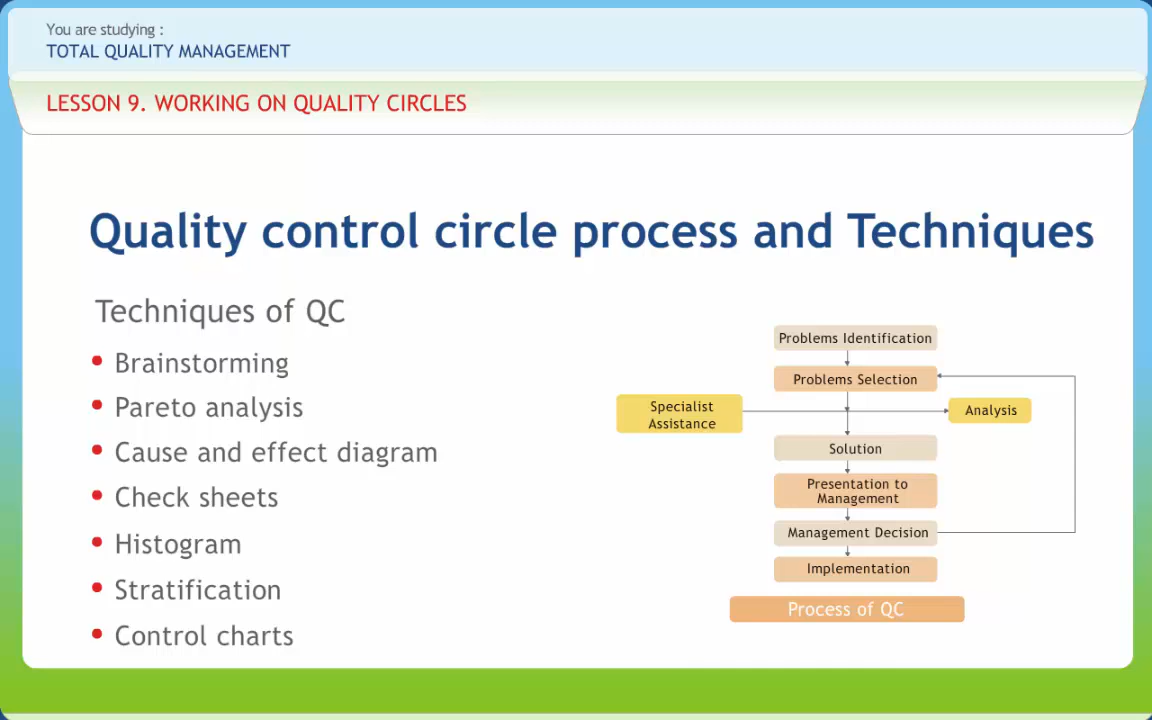 You are studying :
TOTAL QUALITY MANAGEMENT
LESSON 9. WORKING ON QUALITY CIRCLES
Quality control circle process and Techniques
Techniques of QC
• Brainstorming
• Pareto analysis
• Cause and effect diagram
• Check sheets
• Histogram
• Stratification
• Control charts
Problems Identification
Problems Selection
Specialist
Assistance
Analysis
Solution
Presentation to
Management
Management Decision
Implementation
Process of QC